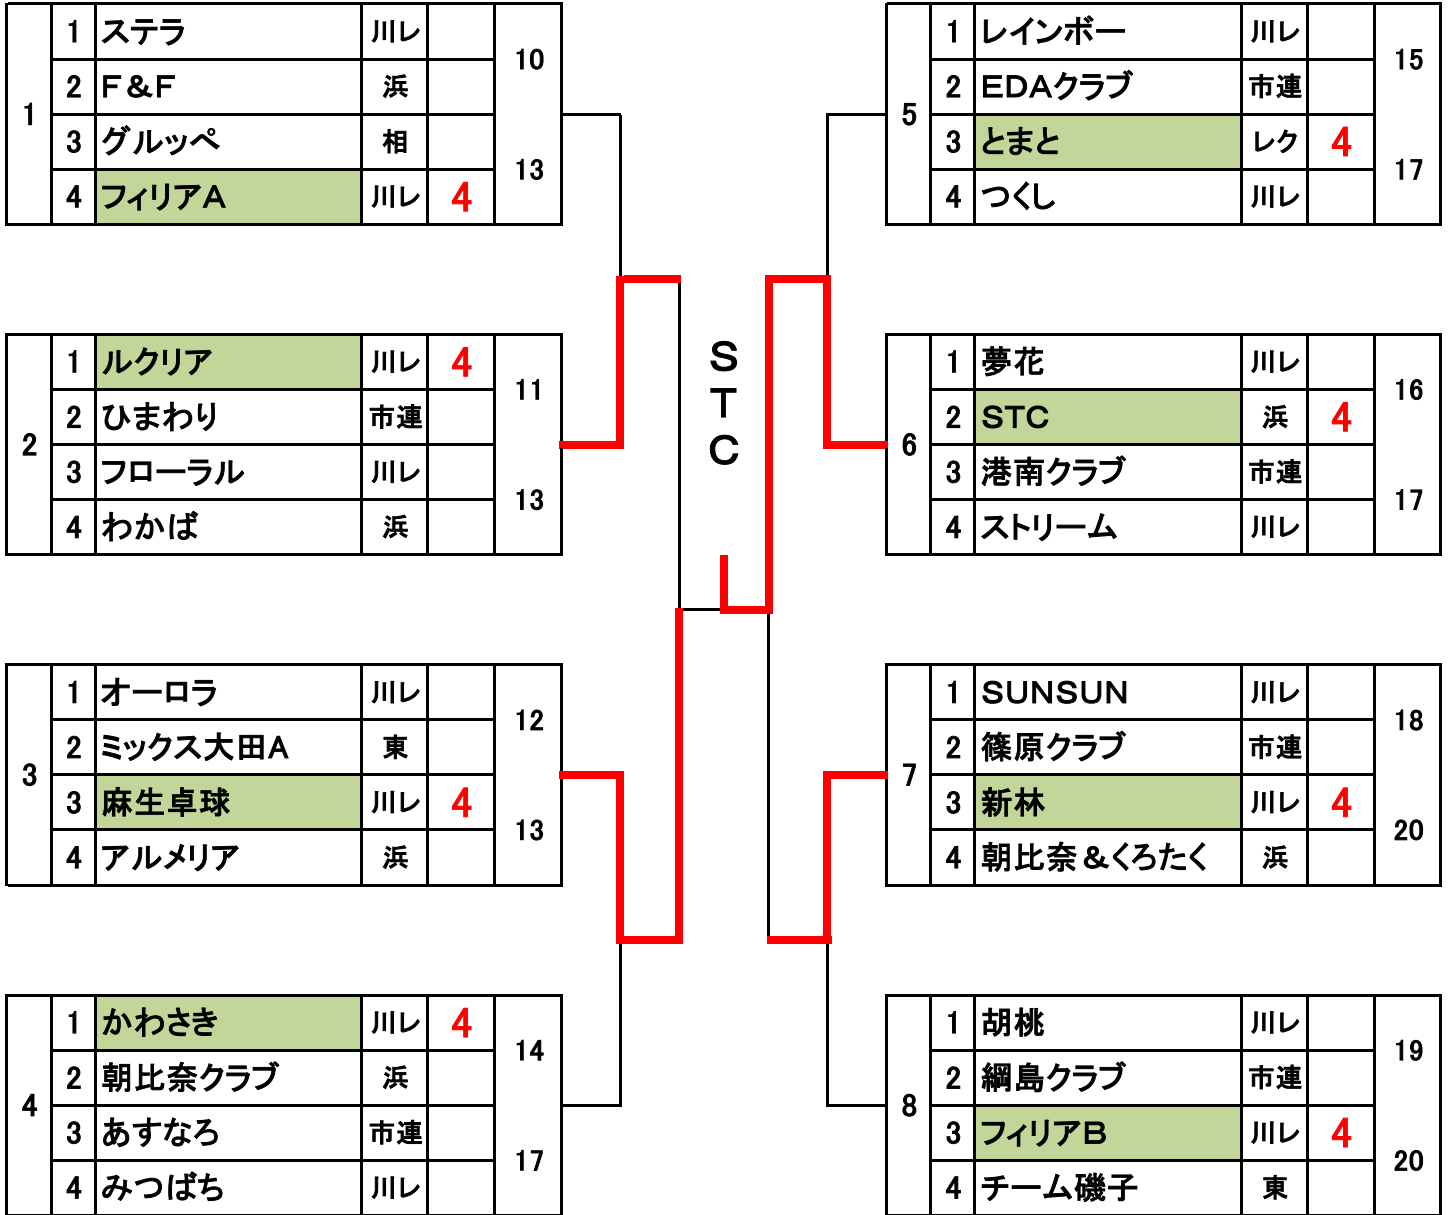 1 ステラ 川レ
2 F&F 浜
3 グルッペ 相
4 フィリアA 川レ 4
1
10
13
1 ルクリア 川レ 4
2 ひまわり 市連
3 フローラル 川レ
4 わかば 浜
2
11
13
1 オーロラ 川レ
2 ミックス大田A 東
3 麻生卓球 川レ 4
4 アルメリア 浜
3
12
13
1 かわさき 川レ 4
2 朝比奈クラブ 浜
3 あすなろ 市連
4 みつばち 川レ
4
14
17
STC
1 レインボー 川レ
2 EDAクラブ 市連
3 とまと レク 4
4 つくし 川レ
5
15
17
1 夢花 川レ
2 STC 浜 4
3 港南クラブ 市連
4 ストリーム 川レ
6
16
17
1 SUNSUN 川レ
2 篠原クラブ 市連
3 新林 川レ 4
4 朝比奈&くろたく 浜
7
18
20
1 胡桃 川レ
2 綱島クラブ 市連
3 フィリアB 川レ 4
4 チーム磯子 東
8
19
20